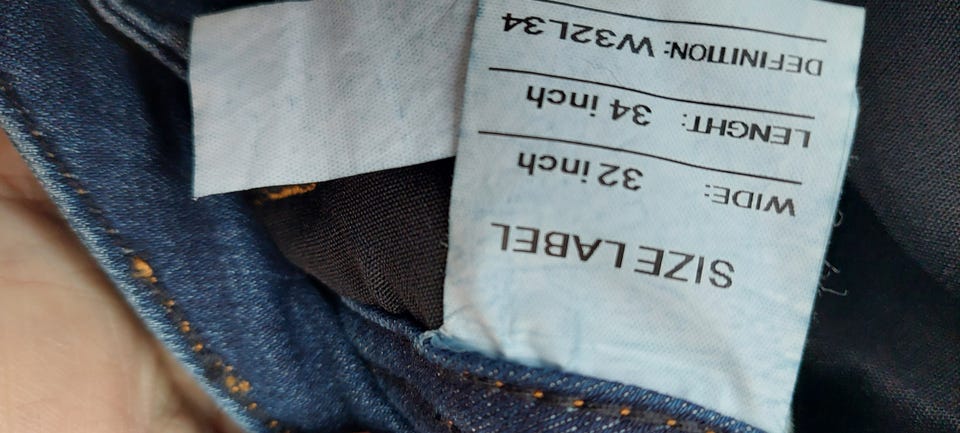 SIZE LABEL
WIDE: 32 inch
LENGHT: 34 inch
DEFINITION: W32L34